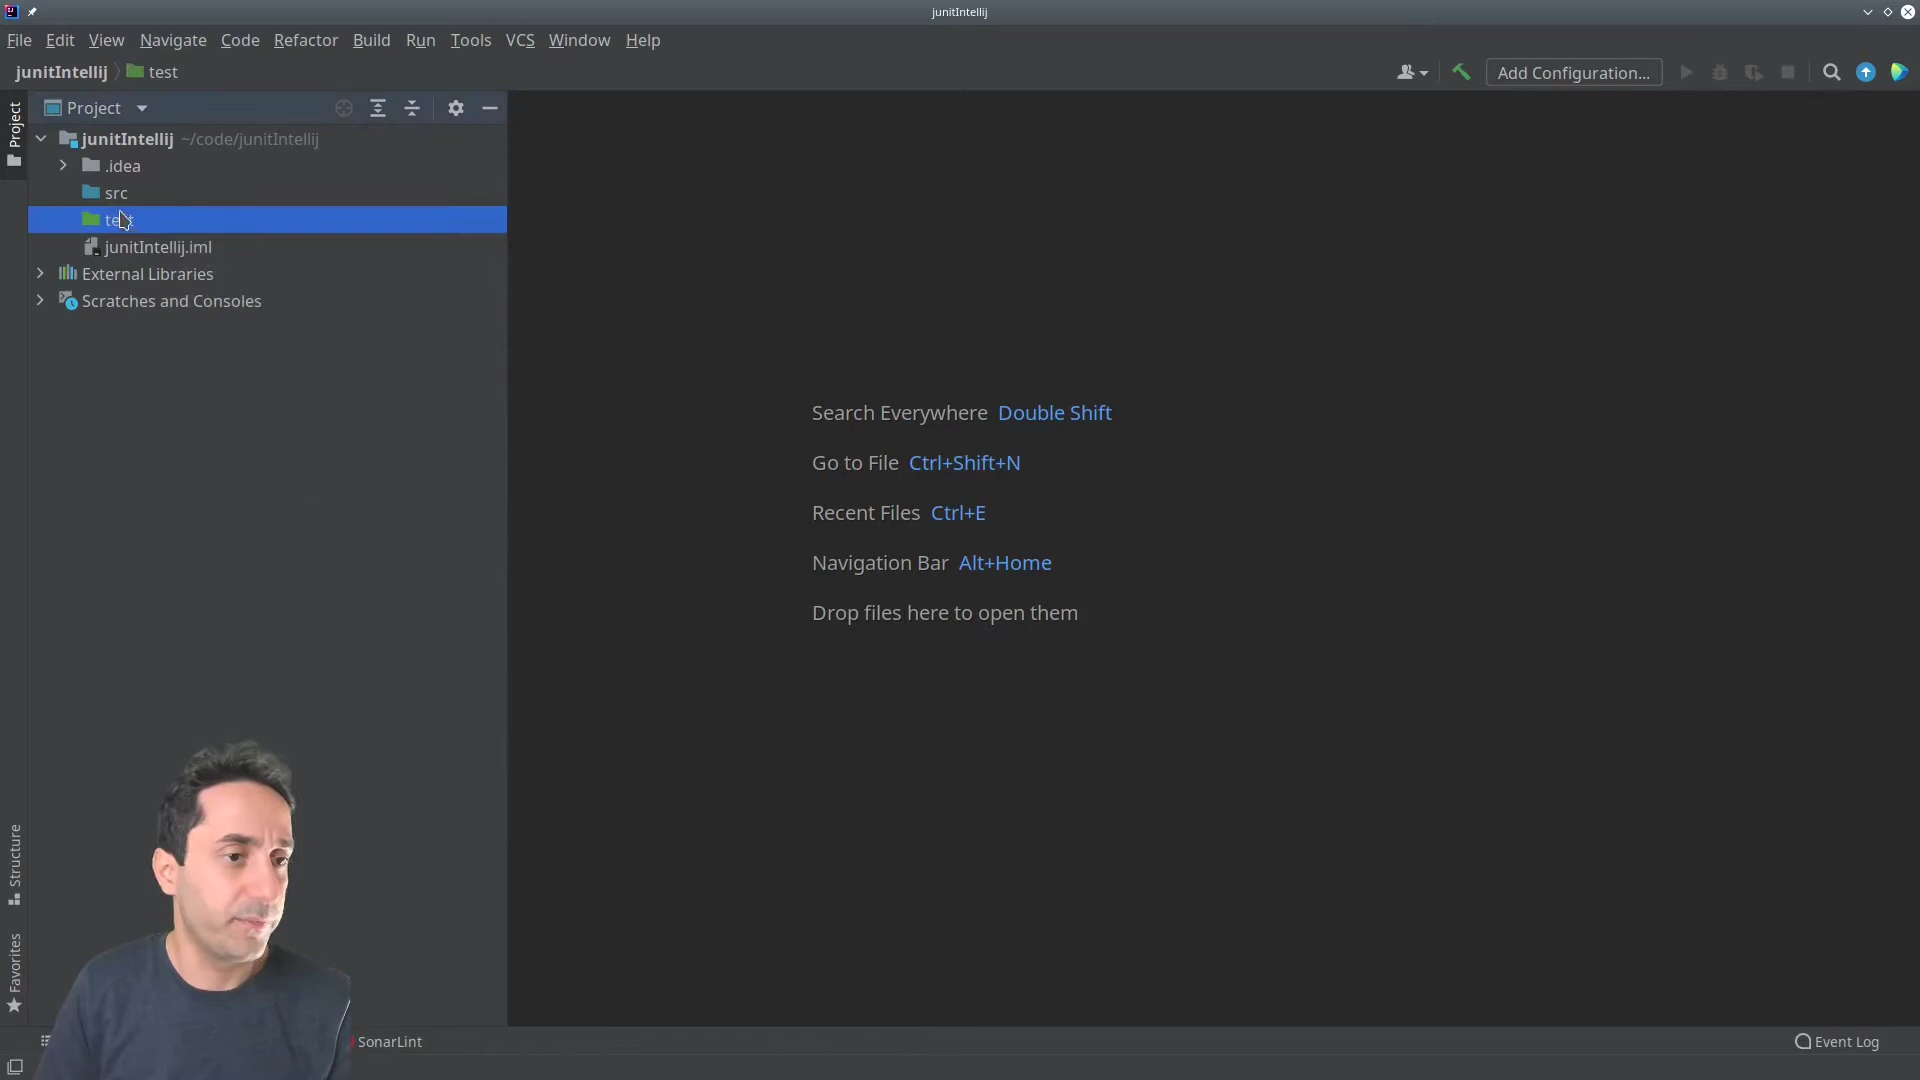 junitIntellij
File Edit View Navigate Code Refactor Build Run Tools VCS Window Help
junitIntellij test
Add Configuration...
Project
Project
junitIntellij ~/code/junitIntellij
.idea
src
test
junitIntellij.iml
External Libraries
Scratches and Consoles
Search Everywhere Double Shift
Go to File Ctrl+Shift+N
Recent Files Ctrl+E
Navigation Bar Alt+Home
Drop files here to open them
Structure
Favorites
SonarLint
Event Log